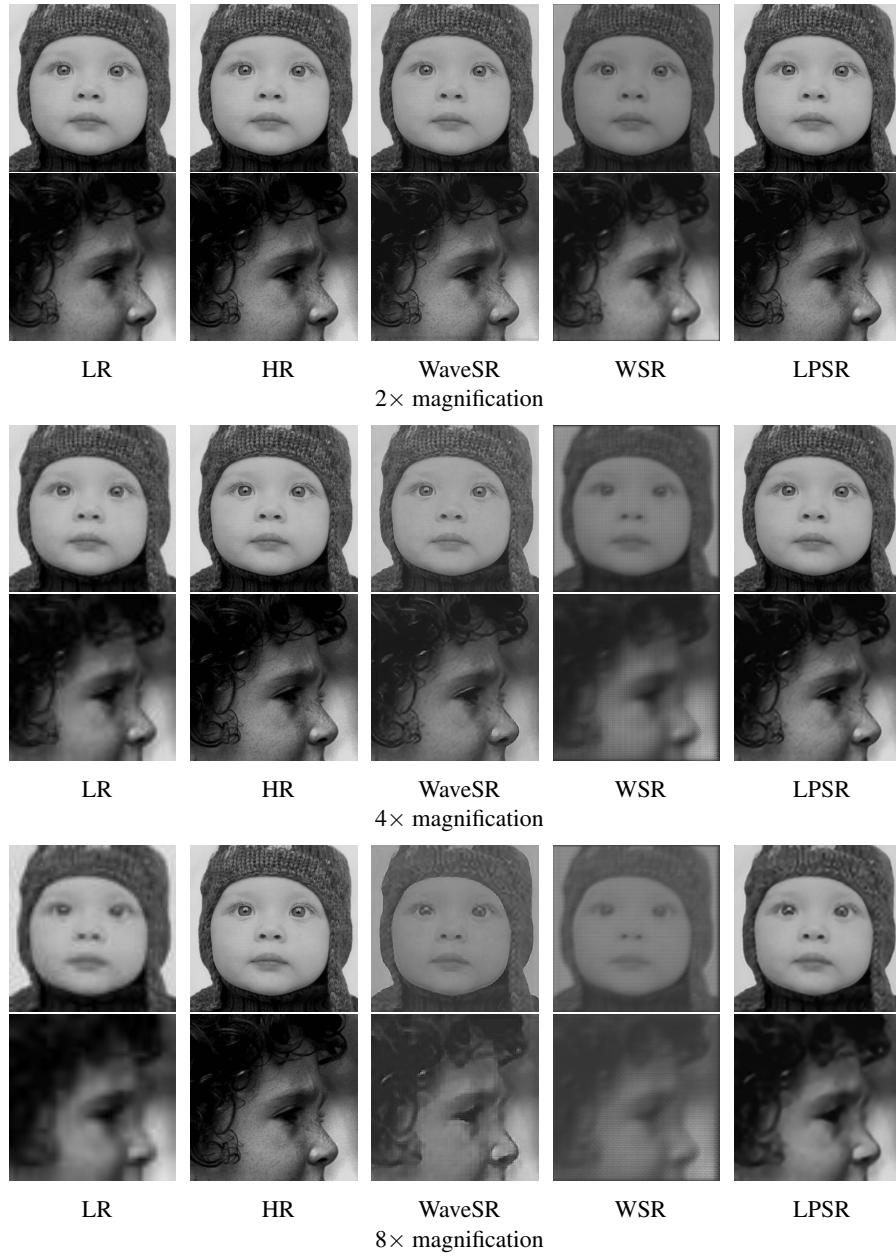 LR HR WaveSR WSR LPSR
2× magnification
LR HR WaveSR WSR LPSR
4× magnification
LR HR WaveSR WSR LPSR
8× magnification